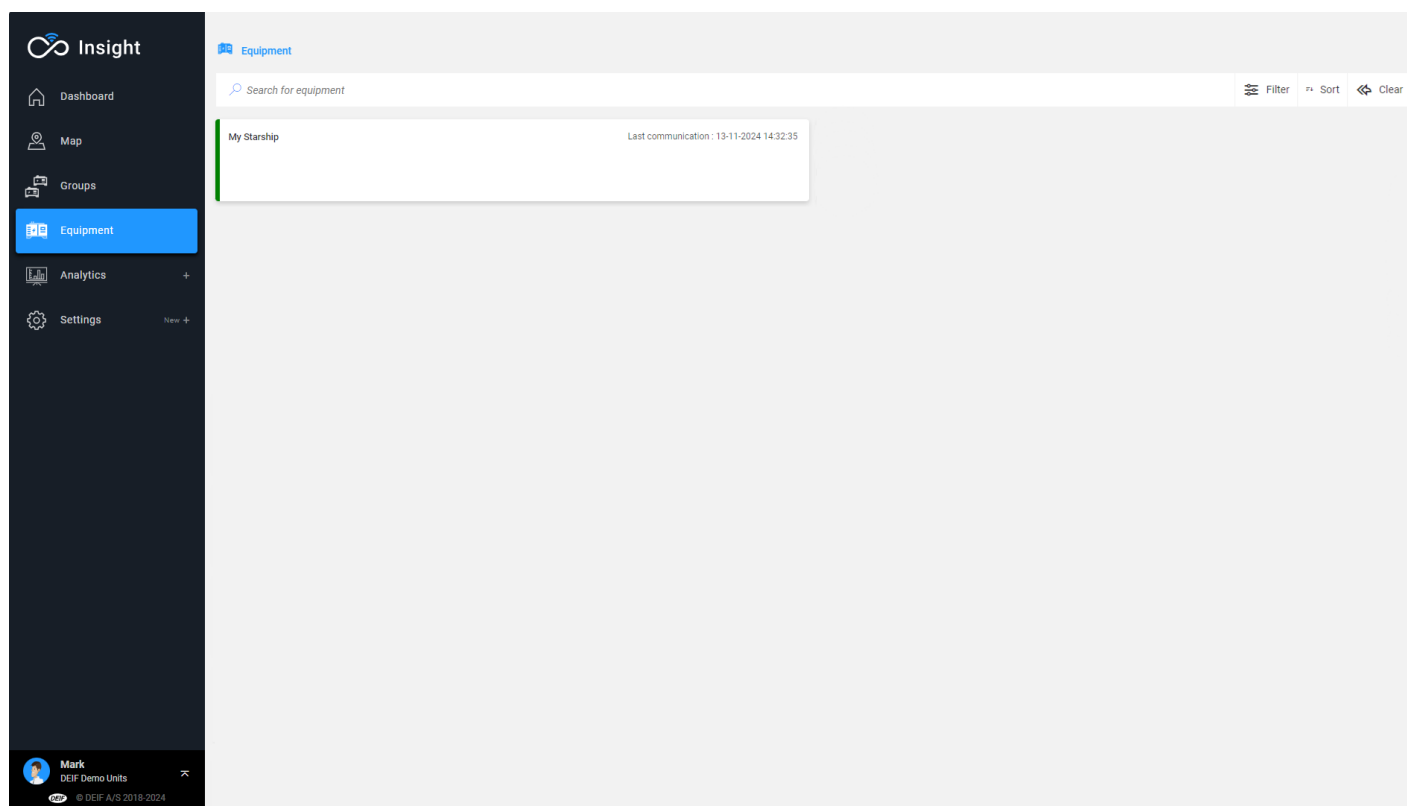 Insight
Dashboard
Map
Groups
Equipment
Analytics +
Settings New +
Mark
DEIF Demo Units
DEIF © DEIF A/S 2018-2024
Equipment
Search for equipment
Filter Sort Clear
My Starship Last communication : 13-11-2024 14:32:35